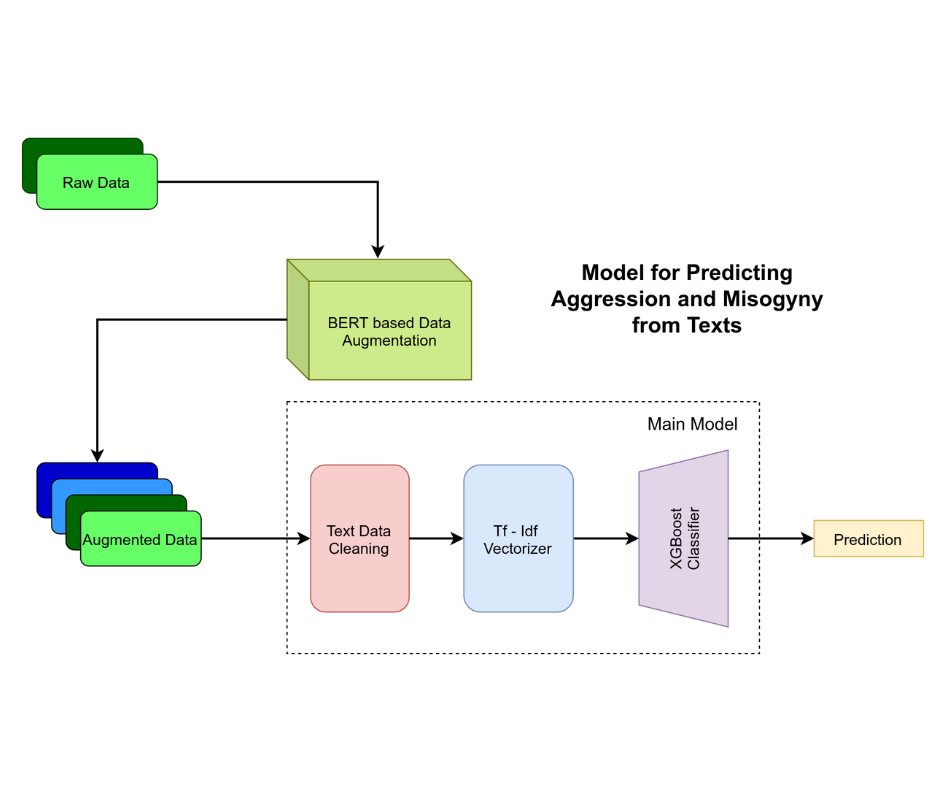 Raw Data
BERT based Data
Augmentation
Model for Predicting
Aggression and Misogyny
from Texts
Main Model
Augmented Data
Text Data
Cleaning
Tf - Idf
Vectorizer
XGBoost
Classifier
Prediction